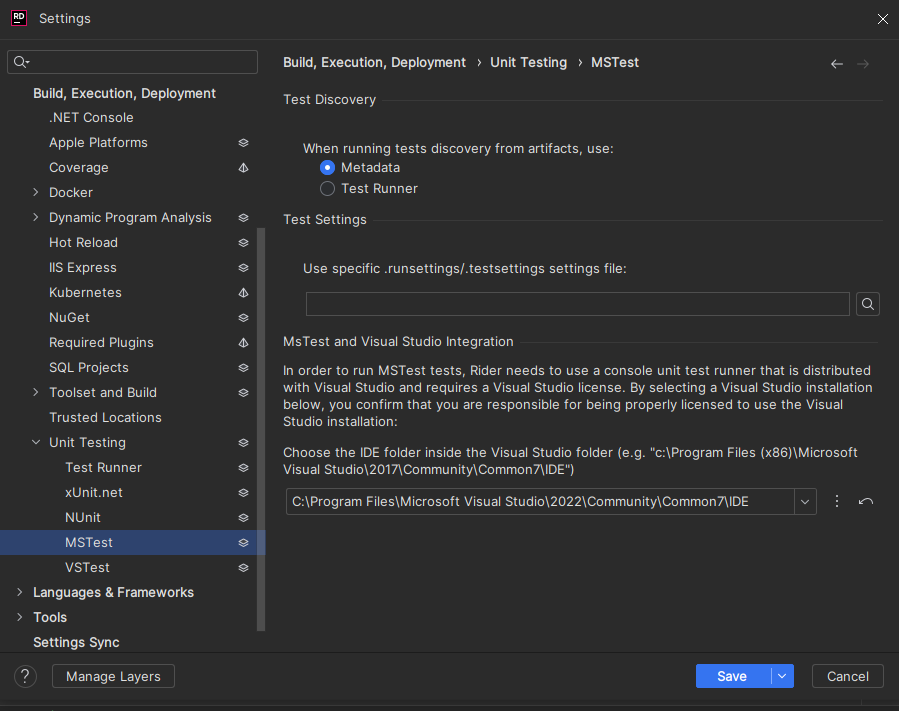 RD
Settings
Build, Execution, Deployment
.NET Console
Apple Platforms
Coverage
Docker
Dynamic Program Analysis
Hot Reload
IIS Express
Kubernetes
NuGet
Required Plugins
SQL Projects
Toolset and Build
Trusted Locations
Unit Testing
Test Runner
xUnit.net
NUnit
MSTest
VSTest
Languages & Frameworks
Tools
Settings Sync
Build, Execution, Deployment › Unit Testing › MSTest
Test Discovery
When running tests discovery from artifacts, use:
Metadata
Test Runner
Test Settings
Use specific .runsettings/.testsettings settings file:
MsTest and Visual Studio Integration
In order to run MSTest tests, Rider needs to use a console unit test runner that is distributed
with Visual Studio and requires a Visual Studio license. By selecting a Visual Studio installation
below, you confirm that you are responsible for being properly licensed to use the Visual
Studio installation:
Choose the IDE folder inside the Visual Studio folder (e.g. "c:\Program Files (x86)\Microsoft
Visual Studio\2017\Community\Common7\IDE")
C:\Program Files\Microsoft Visual Studio\2022\Community\Common7\IDE
?
Manage Layers
Save
Cancel